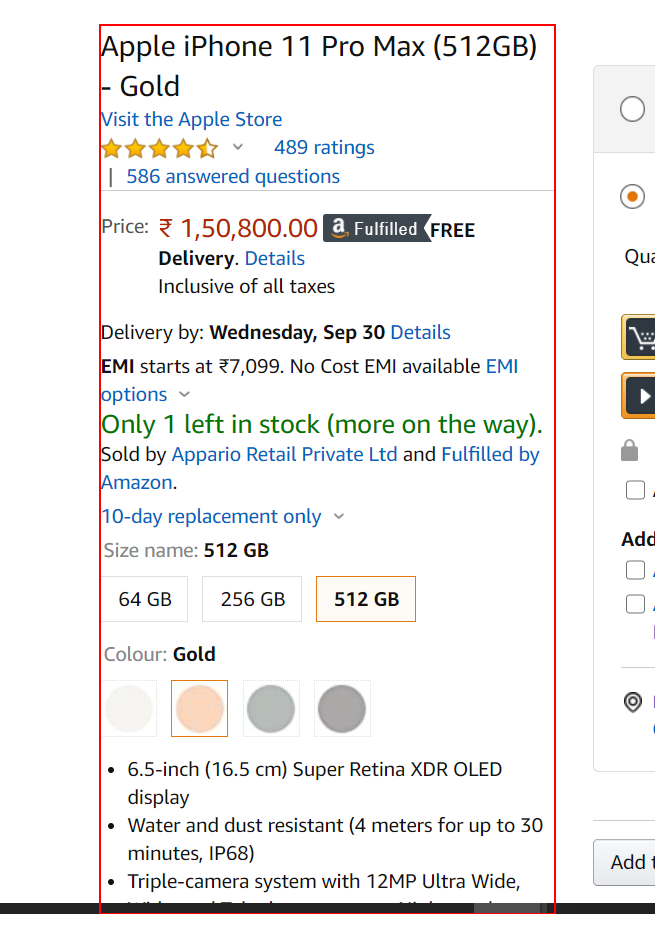 Apple iPhone 11 Pro Max (512GB)
- Gold
Visit the Apple Store
489 ratings
| 586 answered questions
Price: ₹ 1,50,800.00 a Fulfilled FREE
Delivery. Details
Inclusive of all taxes
Delivery by: Wednesday, Sep 30 Details
EMI starts at ₹7,099. No Cost EMI available EMI
options
Only 1 left in stock (more on the way).
Sold by Appario Retail Private Ltd and Fulfilled by
Amazon.
10-day replacement only
Size name: 512 GB
64 GB 256 GB 512 GB
Colour: Gold
• 6.5-inch (16.5 cm) Super Retina XDR OLED
display
• Water and dust resistant (4 meters for up to 30
minutes, IP68)
• Triple-camera system with 12MP Ultra Wide,
Qua
Add
Add t